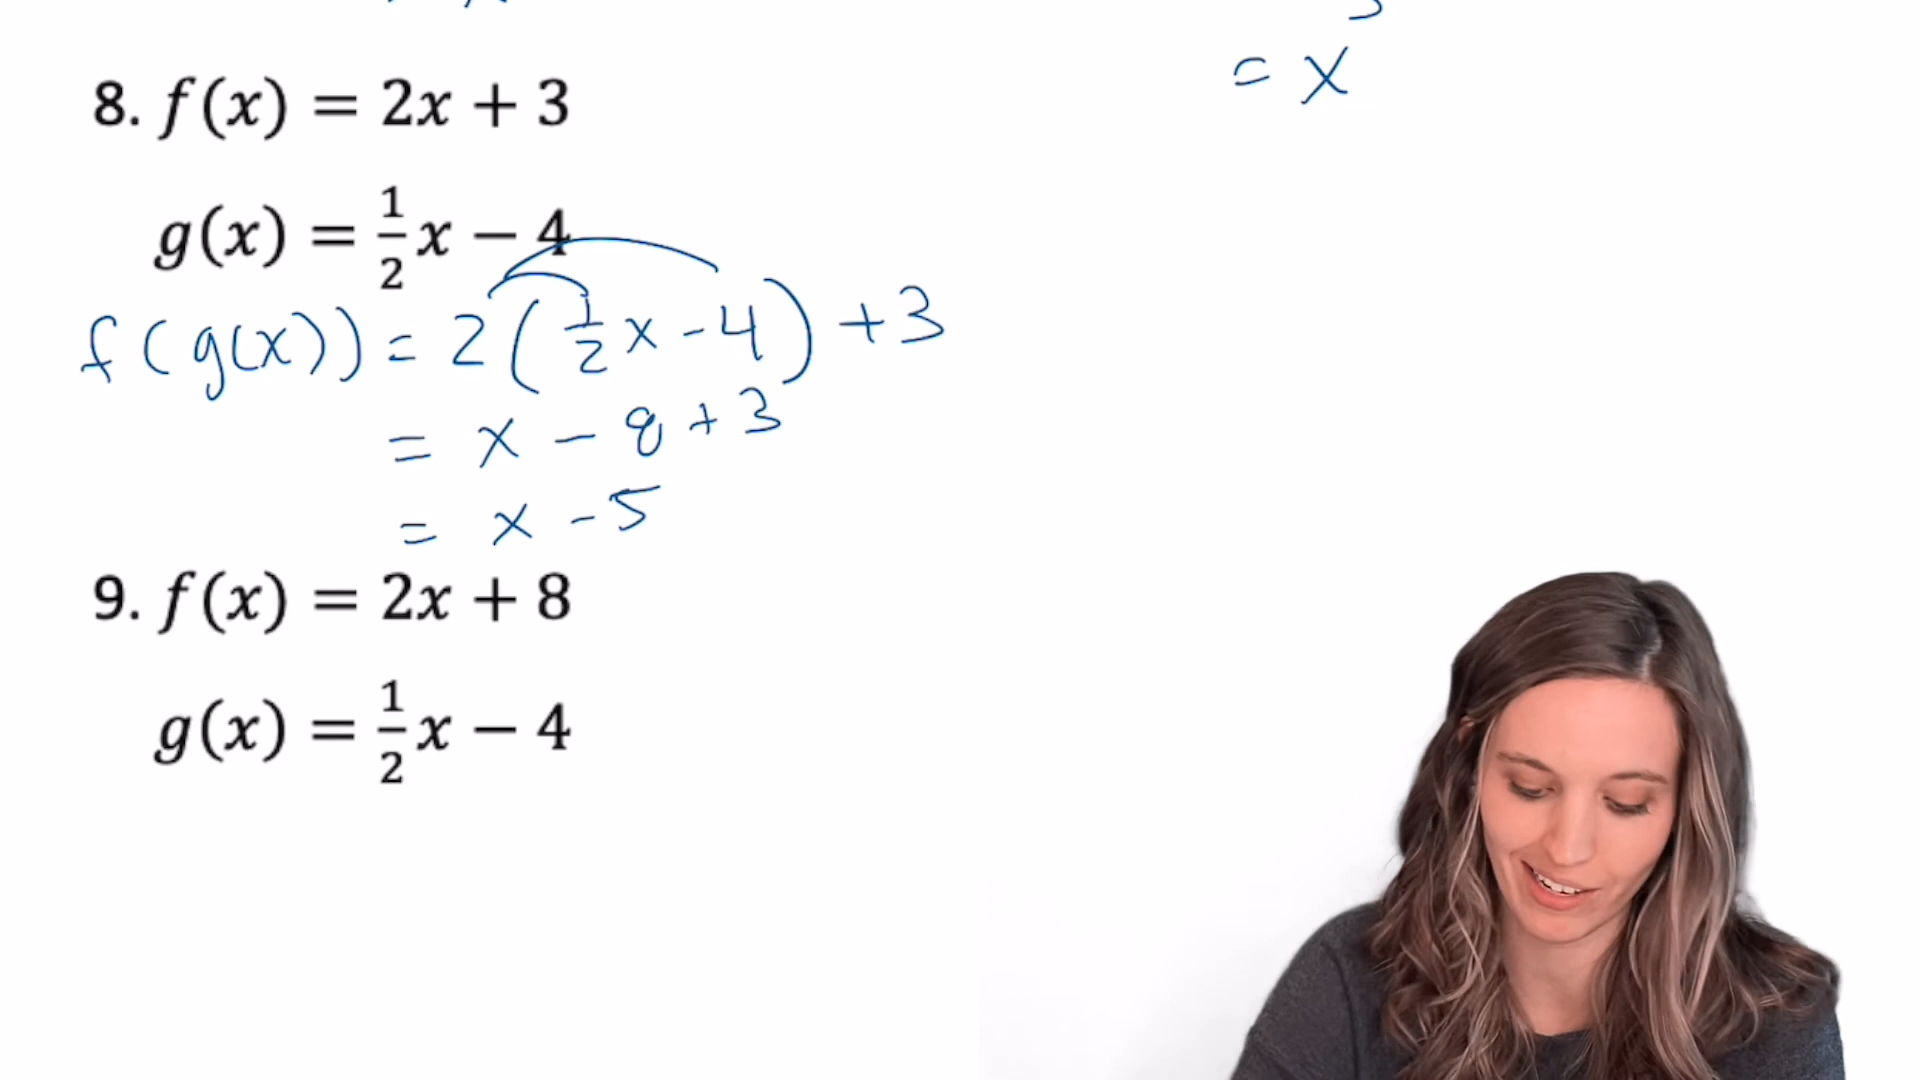 = x
8. f(x) = 2x + 3
g(x) = 1/2 x − 4
f(g(x)) = 2(1/2 x - 4) + 3
= x - 8 + 3
= x - 5
9. f(x) = 2x + 8
g(x) = 1/2 x − 4